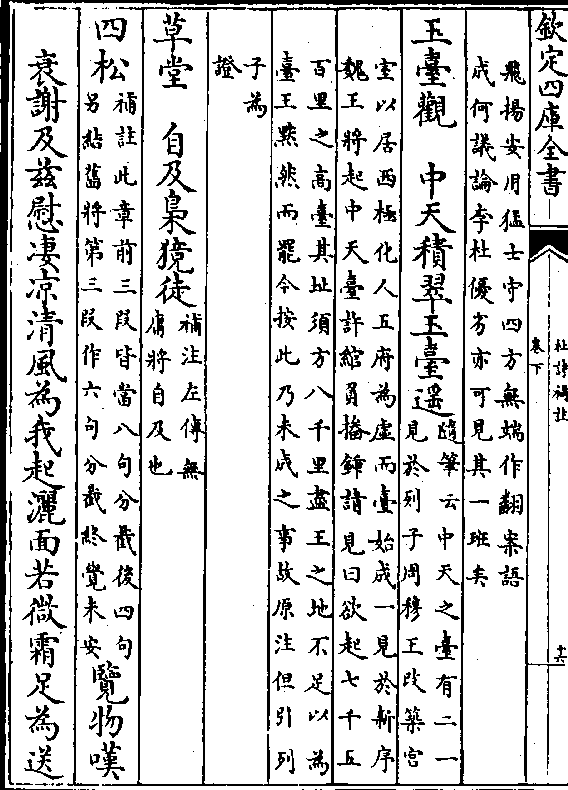 欽定四庫全書
杜詩補註
卷下
十六
飛揚安用猛士守四方無端作翻案語
成何議論李杜優劣亦可見其一班矣
玉臺觀　中天積翠玉臺遥
隨筆云中天之臺有二一
見於列子周穆王改築宫
室以居西極化人五府為虚而臺始成一見於新序
魏王將起中天臺許綰負插鍾請見曰欲起七千五
百里之高臺其址須方八千里盡王之地不足以為
臺王黙然而罷今按此乃未成之事故原注但引列
子為
證
草堂　自及梟獍徒
補注左傳無
庸將自及也
四松
補註此章前三段皆當八句分截後四句
另結舊將第三段作六句分截終覺未安
覽物嘆
衰謝及兹慰凄凉清風為我起灑面若微霜足為送